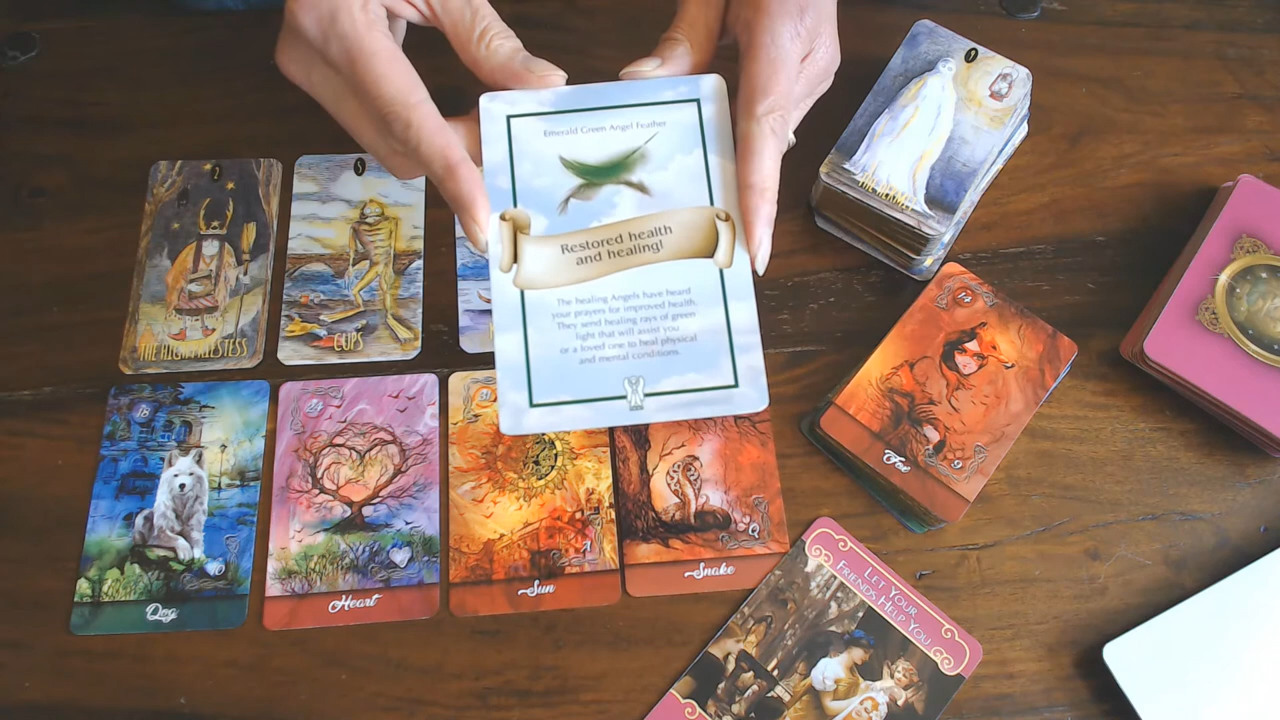 Emerald Green Angel Feather
Restored health
and healing!
The healing Angels have heard
your prayers for improved health.
They send healing rays of green
light that will assist you
or a loved one to heal physical
and mental conditions.
2
THE HIGH PRIESTESS
5
CUPS
9
THE HERMIT
14
Fox
9
18
10
Dog
24
Heart
31
Sun
Q
Snake
LET YOUR
FRIENDS HELP YOU